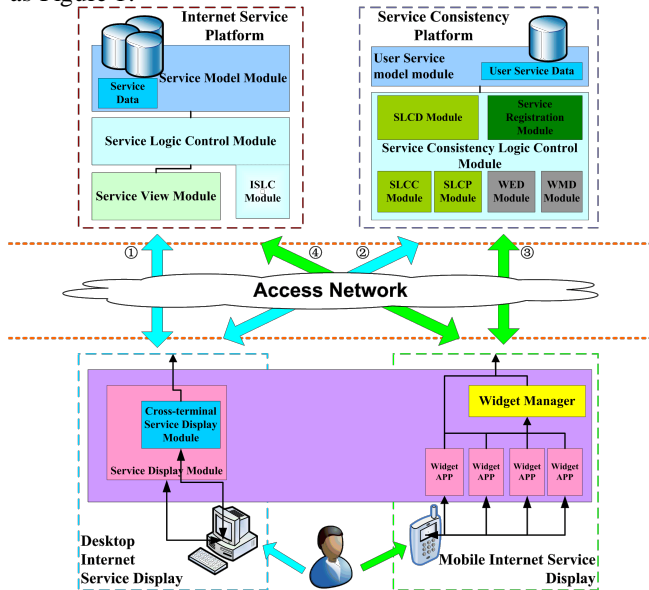 as Figure 1.
Internet Service
Platform
Service Model Module
Service
Data
Service Logic Control Module
Service View Module
ISLC
Module
Service Consistency
Platform
User Service
model module
User Service Data
SLCD Module
Service
Registration
Module
Service Consistency Logic Control
Module
SLCC
Module
SLCP
Module
WED
Module
WMD
Module
① ④ ② ③
Access Network
Cross-terminal
Service Display
Module
Service Display Module
Widget Manager
Widget
APP
Widget
APP
Widget
APP
Widget
APP
Desktop
Internet
Service Display
Mobile Internet Service
Display